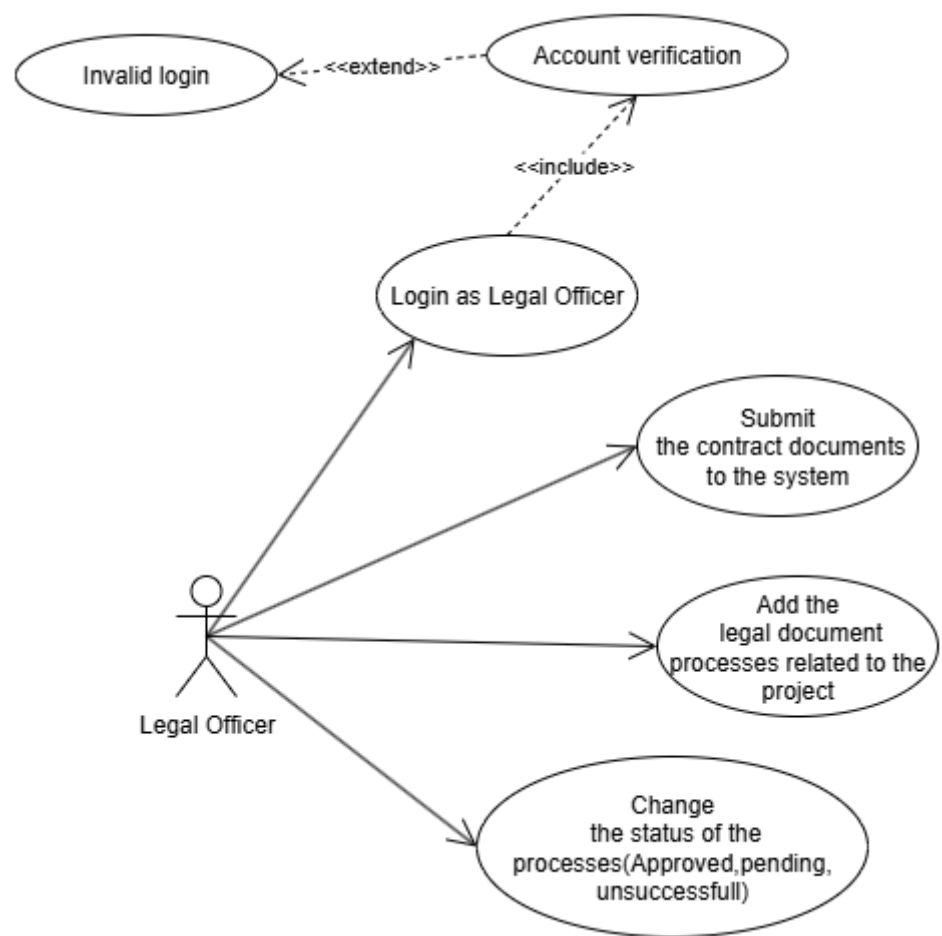 Invalid login
<<extend>>
Account verification
<<include>>
Login as Legal Officer
Submit
the contract documents
to the system
Add the
legal document
processes related to the
project
Legal Officer
Change
the status of the
processes(Approved,pending,
unsuccessfull)